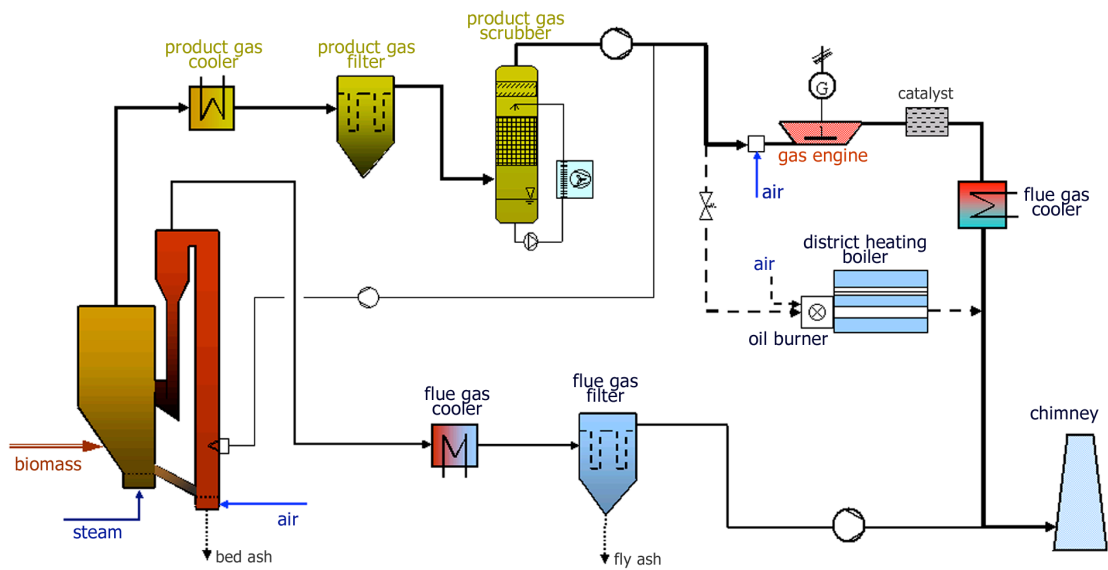 product gas
cooler
product gas
filter
product gas
scrubber
G
catalyst
gas engine
air
flue gas
cooler
district heating
boiler
air
oil burner
flue gas
cooler
flue gas
filter
chimney
biomass
steam
air
bed ash
fly ash